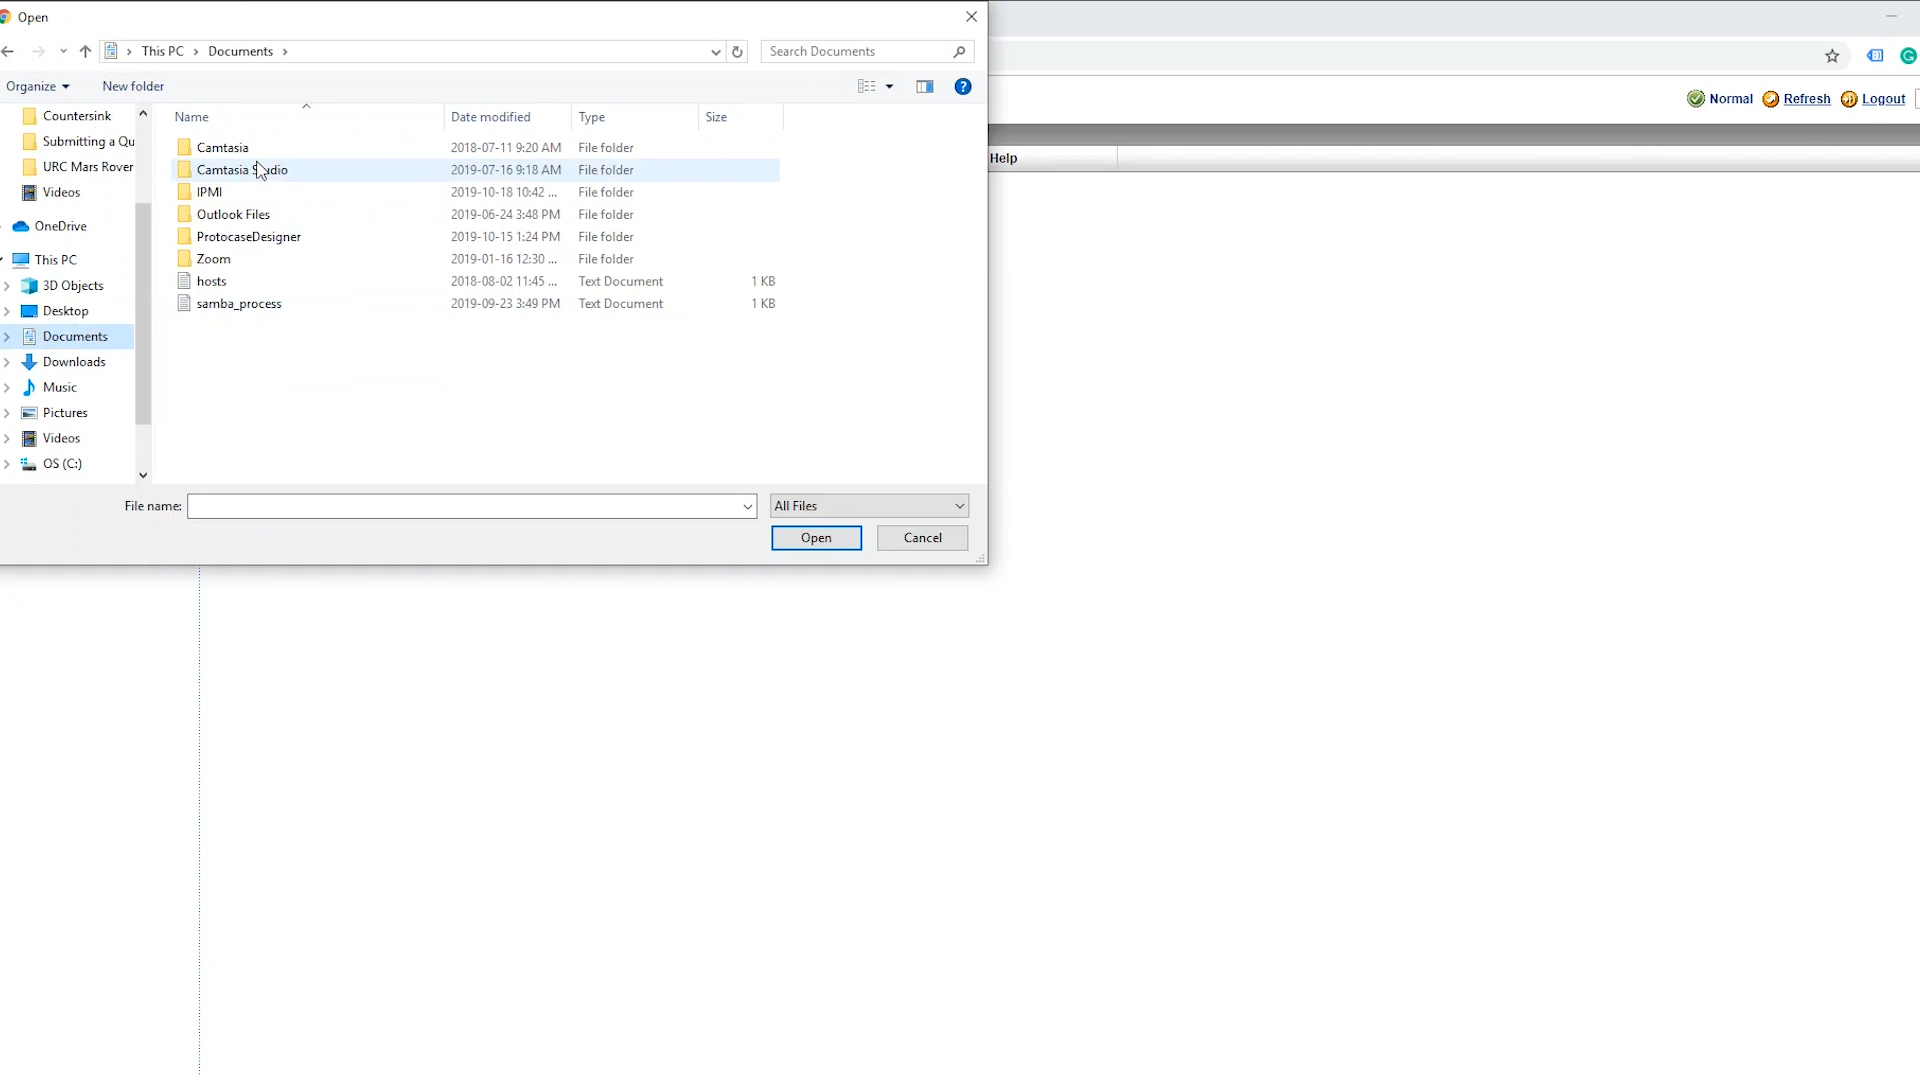 Open
This PC Documents
Search Documents
Organize New folder
Normal Refresh Logout
Help
Countersink
Submitting a Qu
URC Mars Rover
Videos
OneDrive
This PC
3D Objects
Desktop
Documents
Downloads
Music
Pictures
Videos
OS (C:)
Name Date modified Type Size
Camtasia 2018-07-11 9:20 AM File folder
Camtasia Studio 2019-07-16 9:18 AM File folder
IPMI 2019-10-18 10:42 ... File folder
Outlook Files 2019-06-24 3:48 PM File folder
ProtocaseDesigner 2019-10-15 1:24 PM File folder
Zoom 2019-01-16 12:30 ... File folder
hosts 2018-08-02 11:45 ... Text Document 1 KB
samba_process 2019-09-23 3:49 PM Text Document 1 KB
File name: All Files
Open Cancel